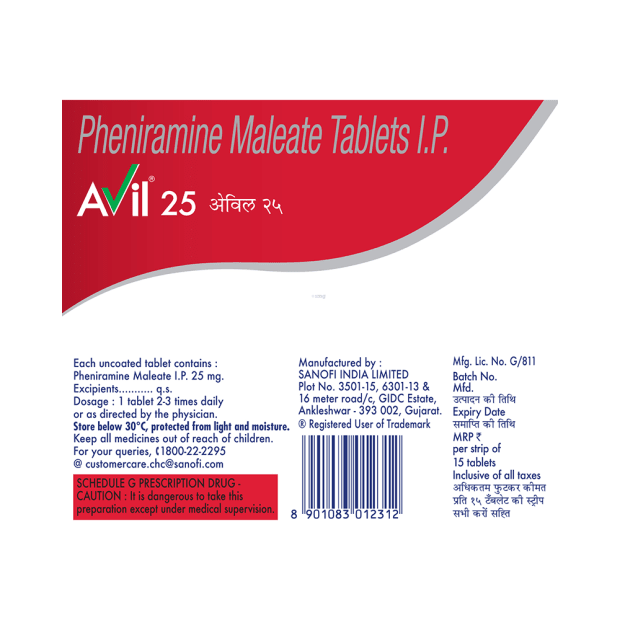 Pheniramine Maleate Tablets I.P.
Avil® 25 अेविल २५
Each uncoated tablet contains :
Pheniramine Maleate I.P. 25 mg.
Excipients........... q.s.
Dosage : 1 tablet 2-3 times daily
or as directed by the physician.
Store below 30°C, protected from light and moisture.
Keep all medicines out of reach of children.
For your queries, ✆1800-22-2295
@ customercare.chc@sanofi.com
SCHEDULE G PRESCRIPTION DRUG -
CAUTION : It is dangerous to take this
preparation except under medical supervision.
Manufactured by :
SANOFI INDIA LIMITED
Plot No. 3501-15, 6301-13 &
16 meter road/c, GIDC Estate,
Ankleshwar - 393 002, Gujarat.
® Registered User of Trademark
8 901083 012312
Mfg. Lic. No. G/811
Batch No.
Mfd.
उत्पादन की तिथि
Expiry Date
समाप्ति की तिथि
MRP ₹
per strip of
15 tablets
Inclusive of all taxes
अधिकतम फुटकर कीमत
प्रति १५ टॅबलेट की स्ट्रीप
सभी करों सहित